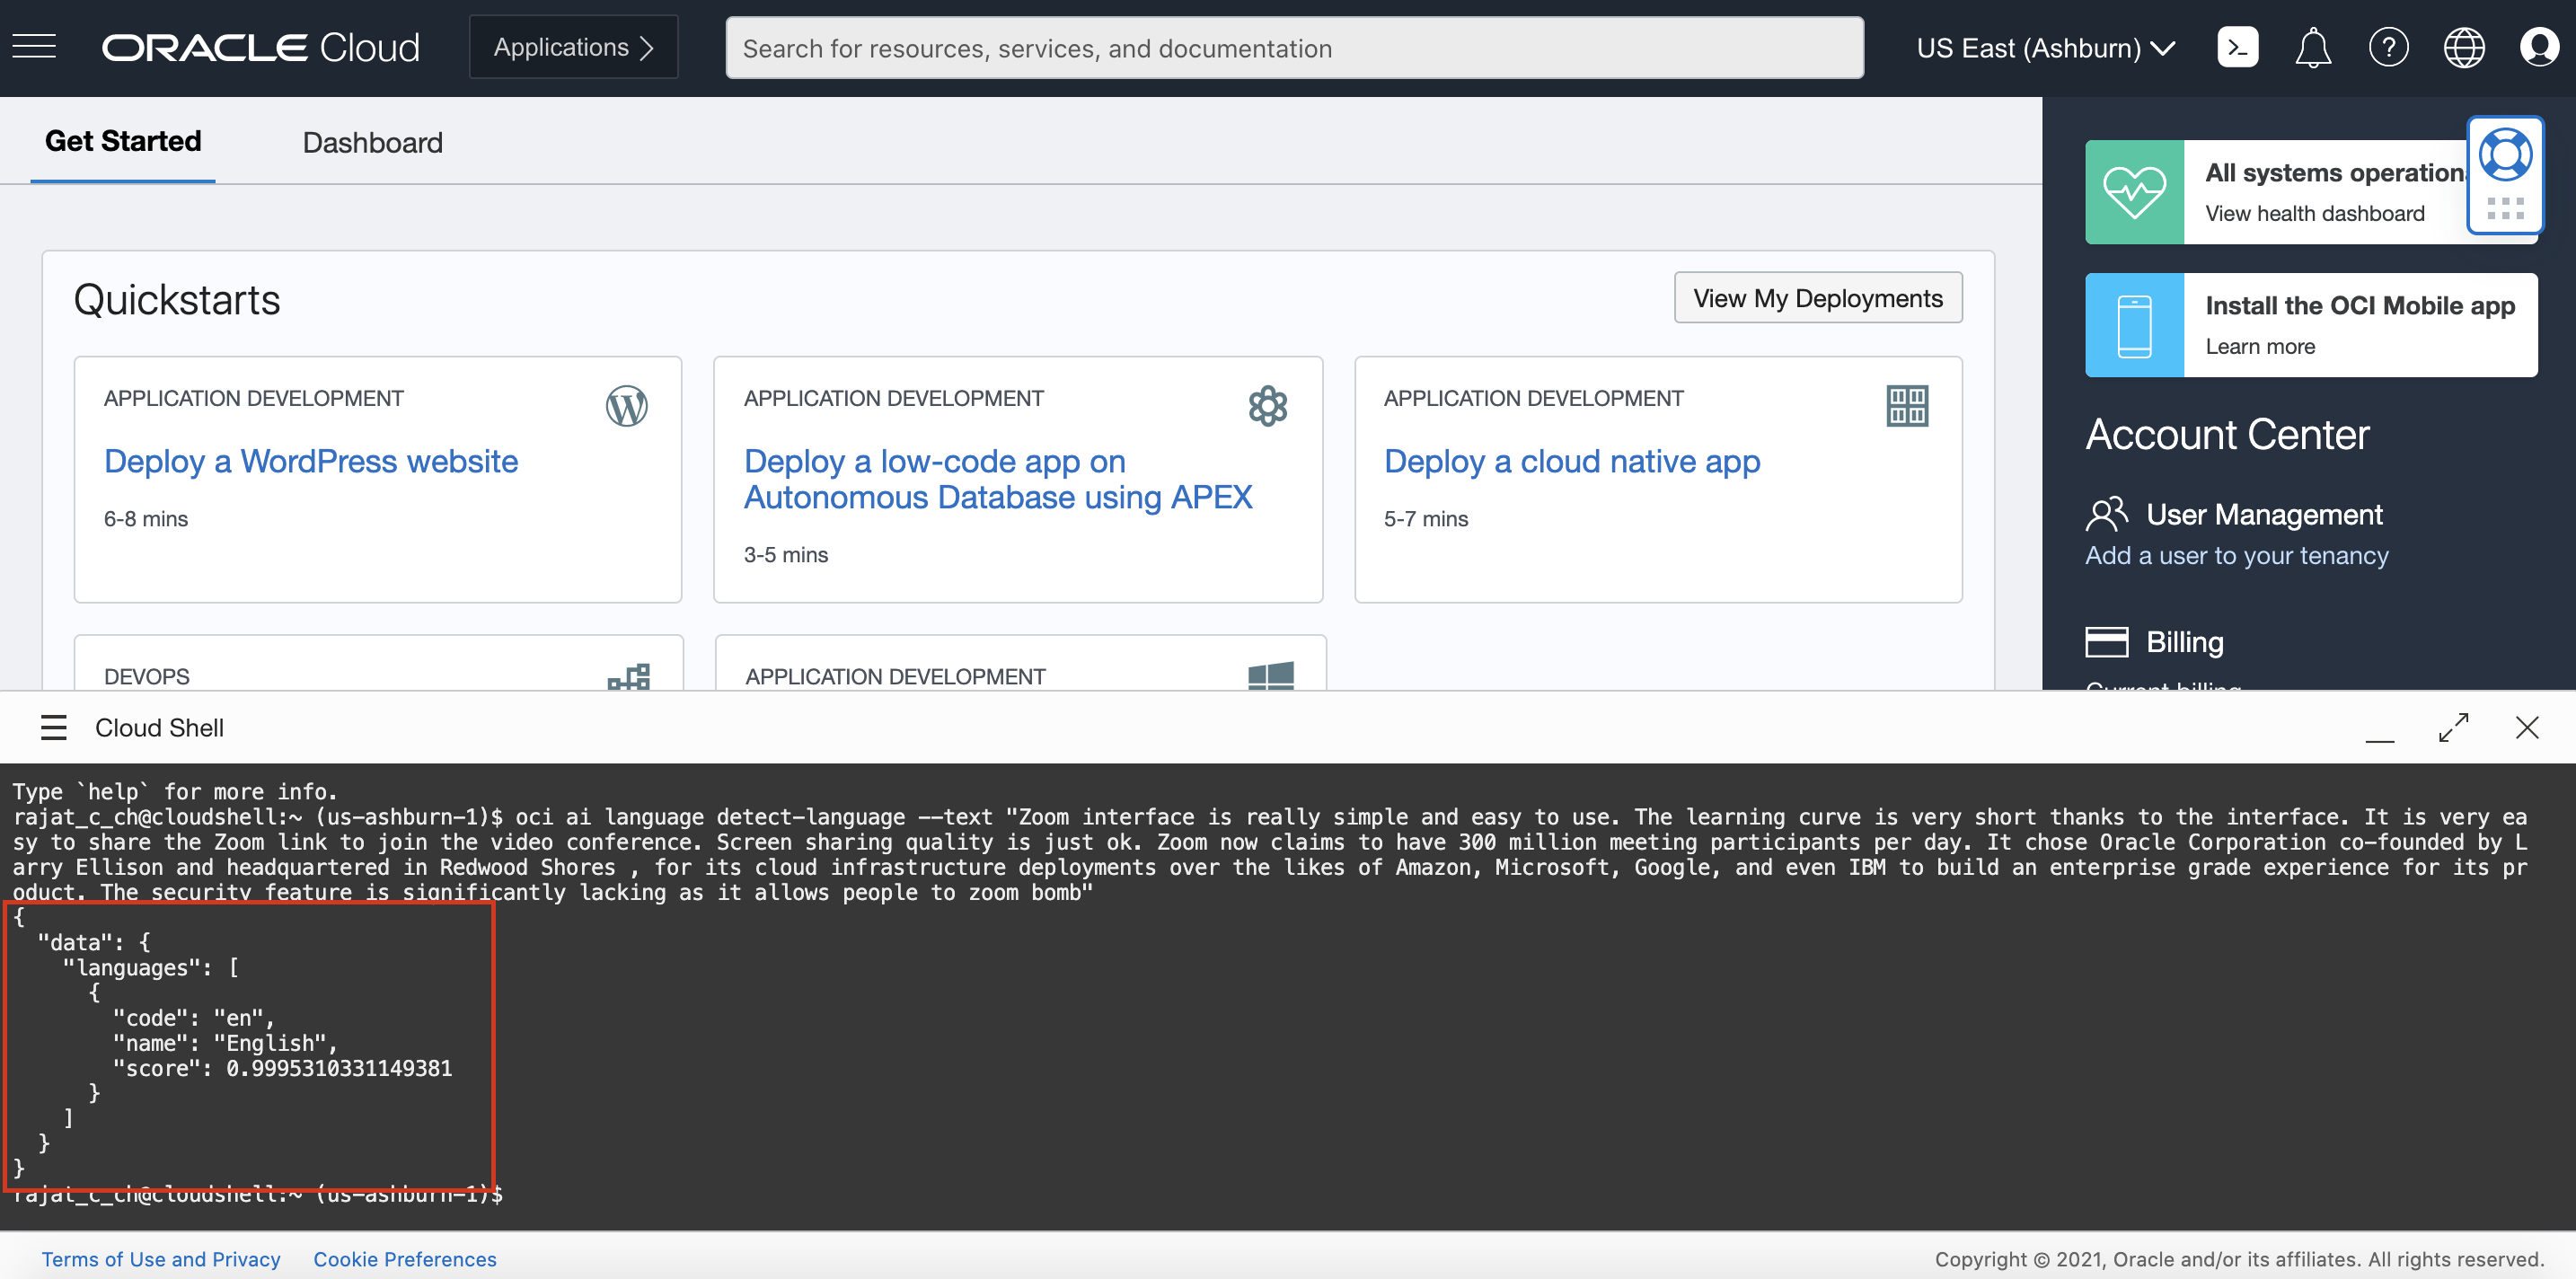 ORACLE Cloud
Applications
Search for resources, services, and documentation
US East (Ashburn)
Get Started
Dashboard
All systems operation
View health dashboard
Quickstarts
View My Deployments
Install the OCI Mobile app
Learn more
APPLICATION DEVELOPMENT
Deploy a WordPress website
6-8 mins
APPLICATION DEVELOPMENT
Deploy a low-code app on
Autonomous Database using APEX
3-5 mins
APPLICATION DEVELOPMENT
Deploy a cloud native app
5-7 mins
Account Center
User Management
Add a user to your tenancy
Billing
Current billing
DEVOPS
APPLICATION DEVELOPMENT
Cloud Shell
Type `help` for more info.
rajat_c_ch@cloudshell:~ (us-ashburn-1)$ oci ai language detect-language --text "Zoom interface is really simple and easy to use. The learning curve is very short thanks to the interface. It is very ea
sy to share the Zoom link to join the video conference. Screen sharing quality is just ok. Zoom now claims to have 300 million meeting participants per day. It chose Oracle Corporation co-founded by L
arry Ellison and headquartered in Redwood Shores , for its cloud infrastructure deployments over the likes of Amazon, Microsoft, Google, and even IBM to build an enterprise grade experience for its pr
oduct. The security feature is significantly lacking as it allows people to zoom bomb"
{
"data": {
"languages": [
{
"code": "en",
"name": "English",
"score": 0.9995310331149381
}
]
}
}
rajat_c_ch@cloudshell:~ (us-ashburn-1)$
Terms of Use and Privacy
Cookie Preferences
Copyright © 2021, Oracle and/or its affiliates. All rights reserved.